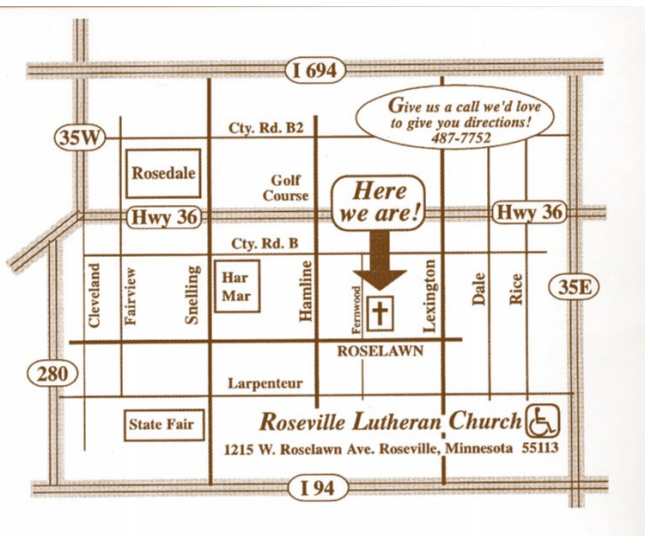 I 694
Give us a call we'd love
to give you directions!
487-7752
Cty. Rd. B2
35W
Rosedale
Golf
Course
Here
we are!
Hwy 36
Hwy 36
Cty. Rd. B
Cleveland
Fairview
Snelling
Har
Mar
Hamline
Fernwood
Lexington
Dale
Rice
35E
ROSELAWN
280
Larpenteur
State Fair
Roseville Lutheran Church
1215 W. Roselawn Ave. Roseville, Minnesota 55113
I 94